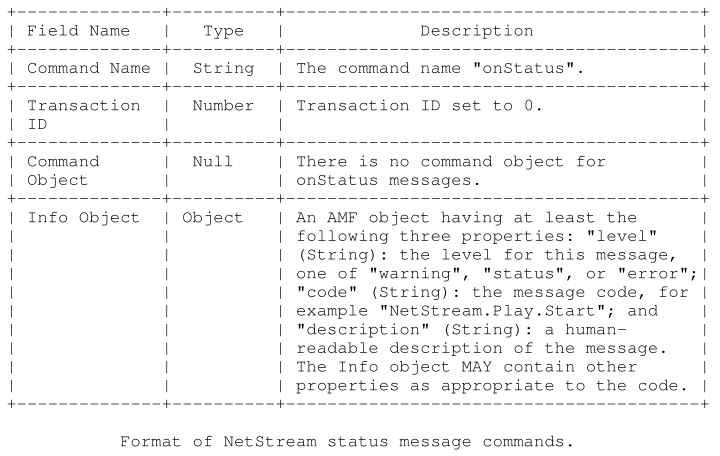 +--------------+----------+----------------------------------------+
| Field Name   |   Type   |             Description                |
+--------------+----------+----------------------------------------+
| Command Name |  String  | The command name "onStatus".           |
+--------------+----------+----------------------------------------+
| Transaction  |  Number  | Transaction ID set to 0.               |
| ID           |          |                                        |
+--------------+----------+----------------------------------------+
| Command      |  Null    | There is no command object for         |
| Object       |          | onStatus messages.                     |
+--------------+----------+----------------------------------------+
| Info Object  | Object   | An AMF object having at least the      |
|              |          | following three properties: "level"    |
|              |          | (String): the level for this message,  |
|              |          | one of "warning", "status", or "error";|
|              |          | "code" (String): the message code, for |
|              |          | example "NetStream.Play.Start"; and    |
|              |          | "description" (String): a human-       |
|              |          | readable description of the message.   |
|              |          | The Info object MAY contain other      |
|              |          | properties as appropriate to the code. |
+--------------+----------+----------------------------------------+
Format of NetStream status message commands.